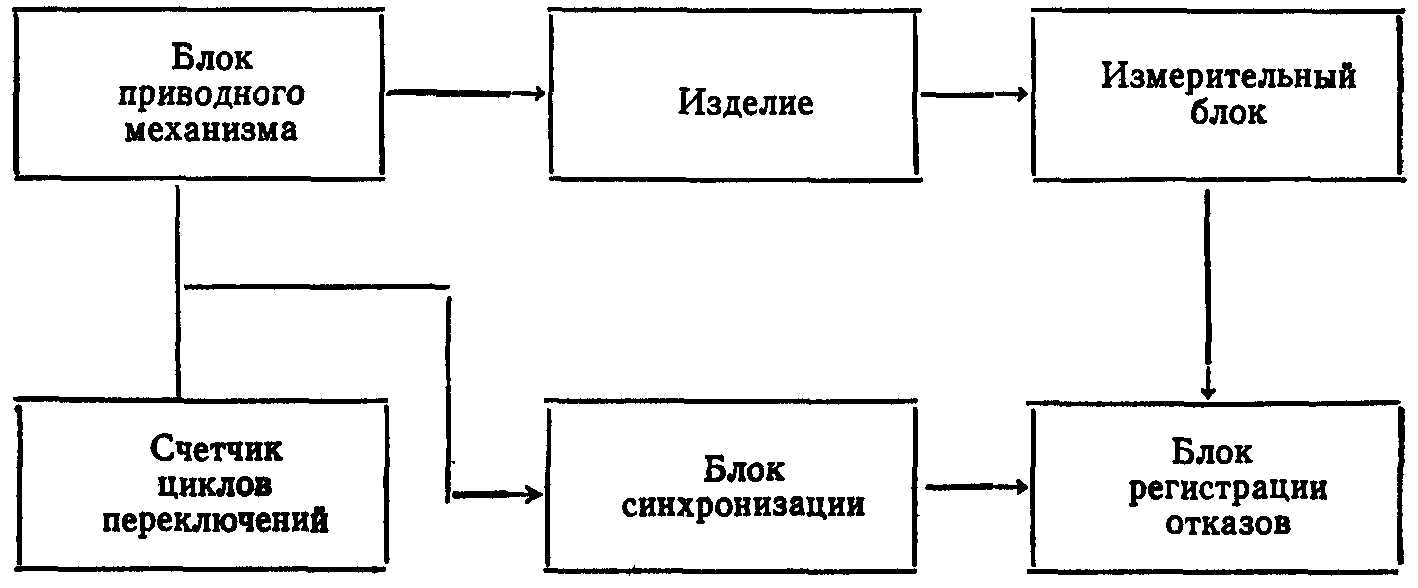 Блок
приводного
механизма
Изделие
Измерительный
блок
Счетчик
циклов
переключений
Блок
синхронизации
Блок
регистрации
отказов